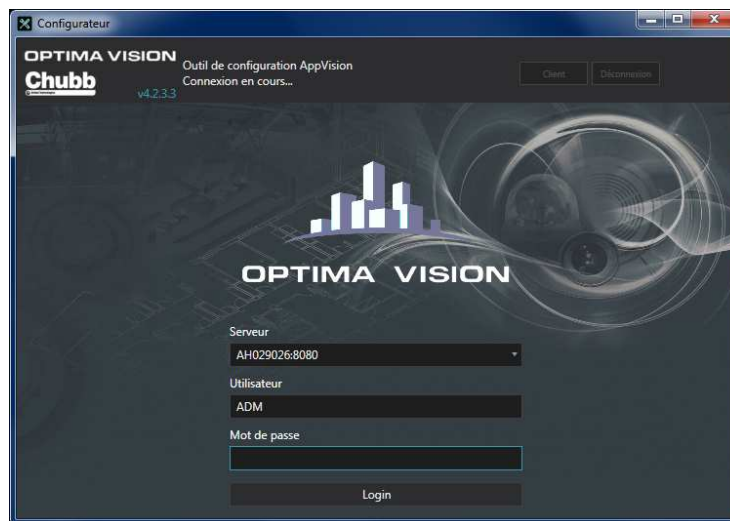 Configurateur
OPTIMA VISION
Chubb
v4.2.3.3
Outil de configuration AppVision
Connexion en cours...
Client
Déconnexion
OPTIMA VISION
Serveur
AH029026:8080
Utilisateur
ADM
Mot de passe
Login